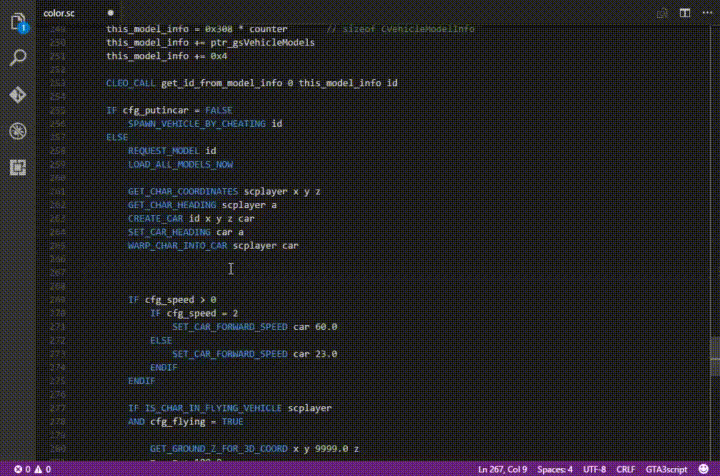 color.sc
1
249 this_model_info = 0x308 * counter // sizeof CVehicleModelInfo
250 this_model_info += ptr_gsVehicleModels
251 this_model_info += 0x4
252
253 CLEO_CALL get_id_from_model_info 0 this_model_info id
254
255 IF cfg_putincar = FALSE
256 SPAWN_VEHICLE_BY_CHEATING id
257 ELSE
258 REQUEST_MODEL id
259 LOAD_ALL_MODELS_NOW
260
261 GET_CHAR_COORDINATES scplayer x y z
262 GET_CHAR_HEADING scplayer a
263 CREATE_CAR id x y z car
264 SET_CAR_HEADING car a
265 WARP_CHAR_INTO_CAR scplayer car
266
267
268
269 IF cfg_speed > 0
270 IF cfg_speed = 2
271 SET_CAR_FORWARD_SPEED car 60.0
272 ELSE
273 SET_CAR_FORWARD_SPEED car 23.0
274 ENDIF
275 ENDIF
276
277 IF IS_CHAR_IN_FLYING_VEHICLE scplayer
278 AND cfg_flying = TRUE
279
280 GET_GROUND_Z_FOR_3D_COORD x y 9999.0 z
0 0 Ln 267, Col 9 Spaces: 4 UTF-8 CRLF GTA3script